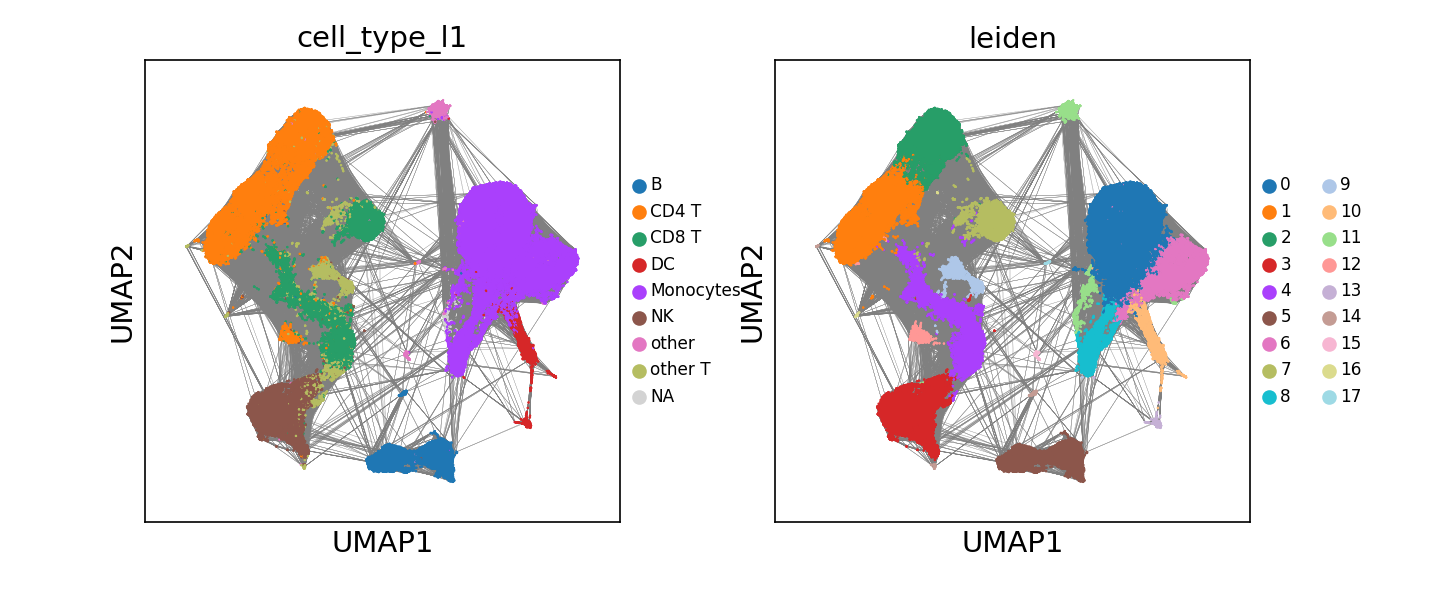 cell_type_l1
UMAP2
UMAP1
B
CD4 T
CD8 T
DC
Monocytes
NK
other
other T
NA
leiden
UMAP2
UMAP1
0
1
2
3
4
5
6
7
8
9
10
11
12
13
14
15
16
17